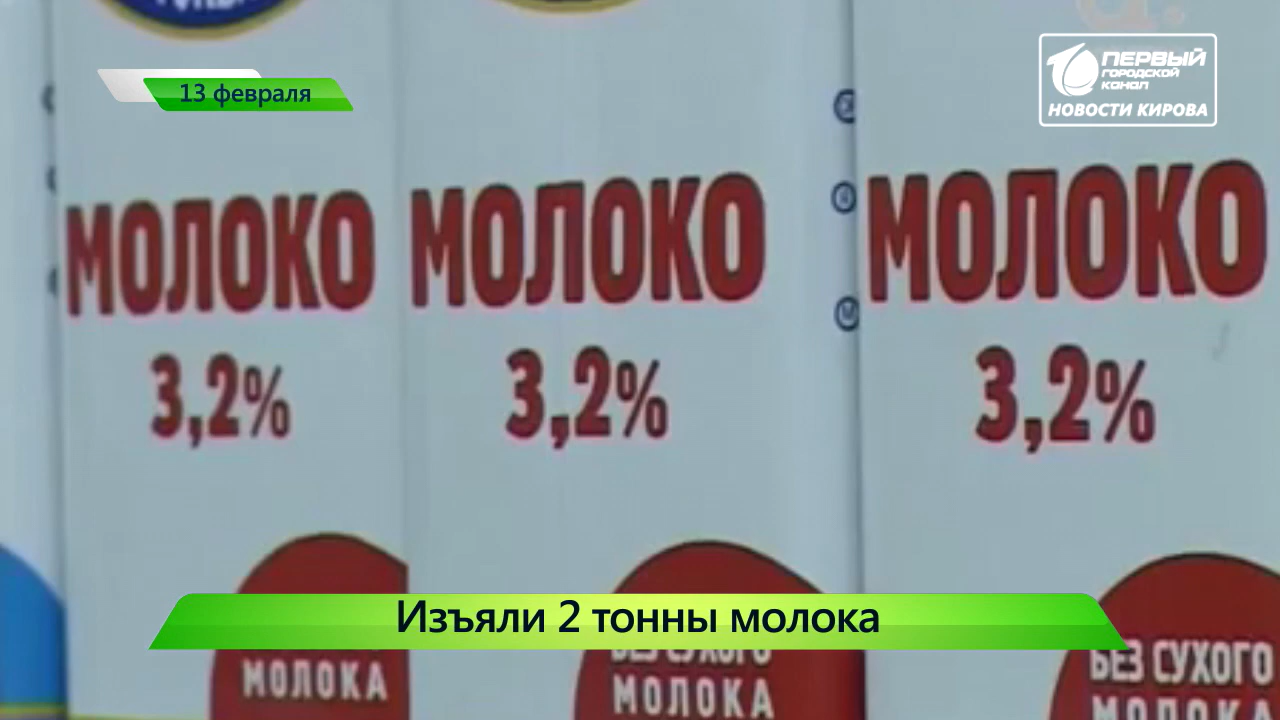 ПЕРВЫЙ
ГОРОДСКОЙ
КАНАЛ
НОВОСТИ КИРОВА
13 февраля
МОЛОКО МОЛОКО МОЛОКО
3,2% 3,2% 3,2%
Изъяли 2 тонны молока
БЕЗ СУХОГО БЕЗ СУХОГО
МОЛОКА МОЛОКА МОЛОКА